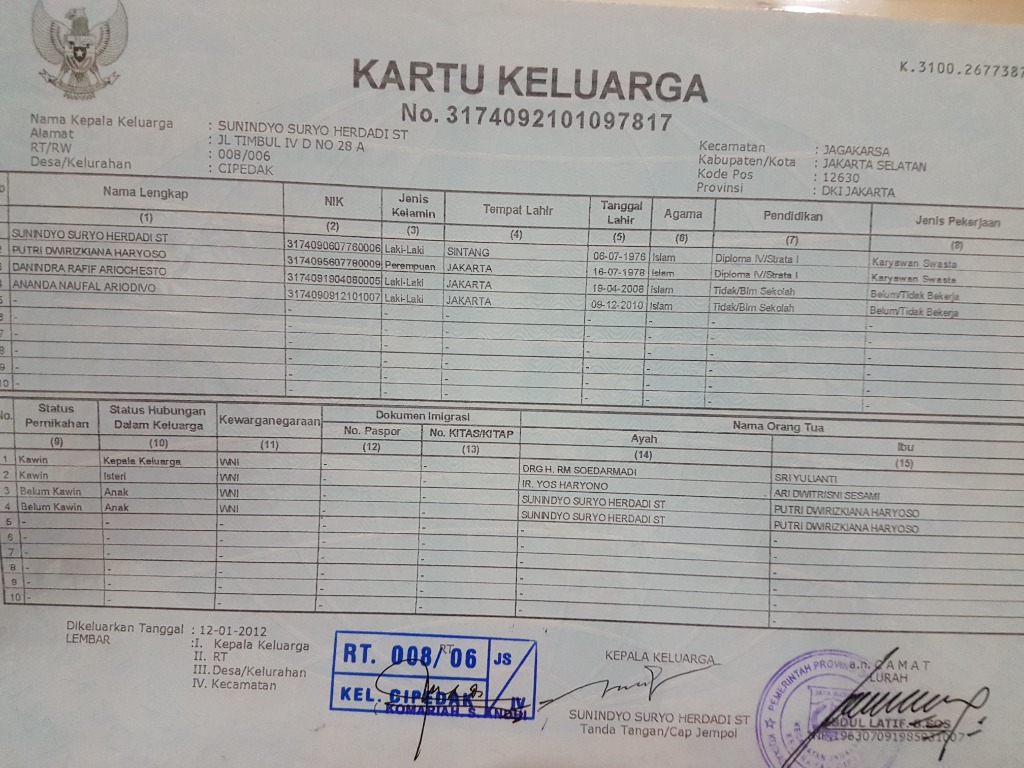 K.3100.2677387
KARTU KELUARGA
No. 3174092101097817
Nama Kepala Keluarga : SUNINDYO SURYO HERDADI ST
Alamat : JL TIMBUL IV D NO 28 A
RT/RW : 008/006
Desa/Kelurahan : CIPEDAK
Kecamatan : JAGAKARSA
Kabupaten/Kota : JAKARTA SELATAN
Kode Pos : 12630
Provinsi : DKI JAKARTA
Nama Lengkap NIK Jenis Kelamin Tempat Lahir Tanggal Lahir Agama Pendidikan Jenis Pekerjaan
(1) (2) (3) (4) (5) (6) (7) (8)
SUNINDYO SURYO HERDADI ST 3174090607760006 Laki-Laki SINTANG 06-07-1976 Islam Diploma IV/Strata I Karyawan Swasta
PUTRI DWIRIZKIANA HARYOSO 3174095607780009 Perempuan JAKARTA 16-07-1978 Islam Diploma IV/Strata I Karyawan Swasta
3 DANINDRA RAFIF ARIOCHESTO 3174091904080005 Laki-Laki JAKARTA 19-04-2008 Islam Tidak/Blm Sekolah Belum/Tidak Bekerja
ANANDA NAUFAL ARIODIVO 3174090912101007 Laki-Laki JAKARTA 09-12-2010 Islam Tidak/Blm Sekolah Belum/Tidak Bekerja
5 - - - - - - - -
6 - - - - - - - -
7 - - - - - - - -
8 - - - - - - - -
9 - - - - - - - -
10 - - - - - - - -
No. Status Pernikahan Status Hubungan Dalam Keluarga Kewarganegaraan Dokumen Imigrasi Nama Orang Tua
No. Paspor No. KITAS/KITAP Ayah Ibu
(9) (10) (11) (12) (13) (14) (15)
1 Kawin Kepala Keluarga WNI - - DRG H. RM SOEDARMADI SRI YULIANTI
2 Kawin Isteri WNI - - IR. YOS HARYONO ARI DWITRISNI SESAMI
3 Belum Kawin Anak WNI - - SUNINDYO SURYO HERDADI ST PUTRI DWIRIZKIANA HARYOSO
4 Belum Kawin Anak WNI - - SUNINDYO SURYO HERDADI ST PUTRI DWIRIZKIANA HARYOSO
5 - - - - - - -
6 - - - - - - -
7 - - - - - - -
8 - - - - - - -
9 - - - - - - -
10 - - - - - - -
Dikeluarkan Tanggal : 12-01-2012
LEMBAR :I. Kepala Keluarga
II. RT
III. Desa/Kelurahan
IV. Kecamatan
RT. 008/06 JS/
KEL. CIPEDAK IV
KOMARIAH. S.
KEPALA KELUARGA
SUNINDYO SURYO HERDADI ST
Tanda Tangan/Cap Jempol
a.n. CAMAT
LURAH
PEMERINTAH PROVINSI
ABDUL LATIF. S.SOS